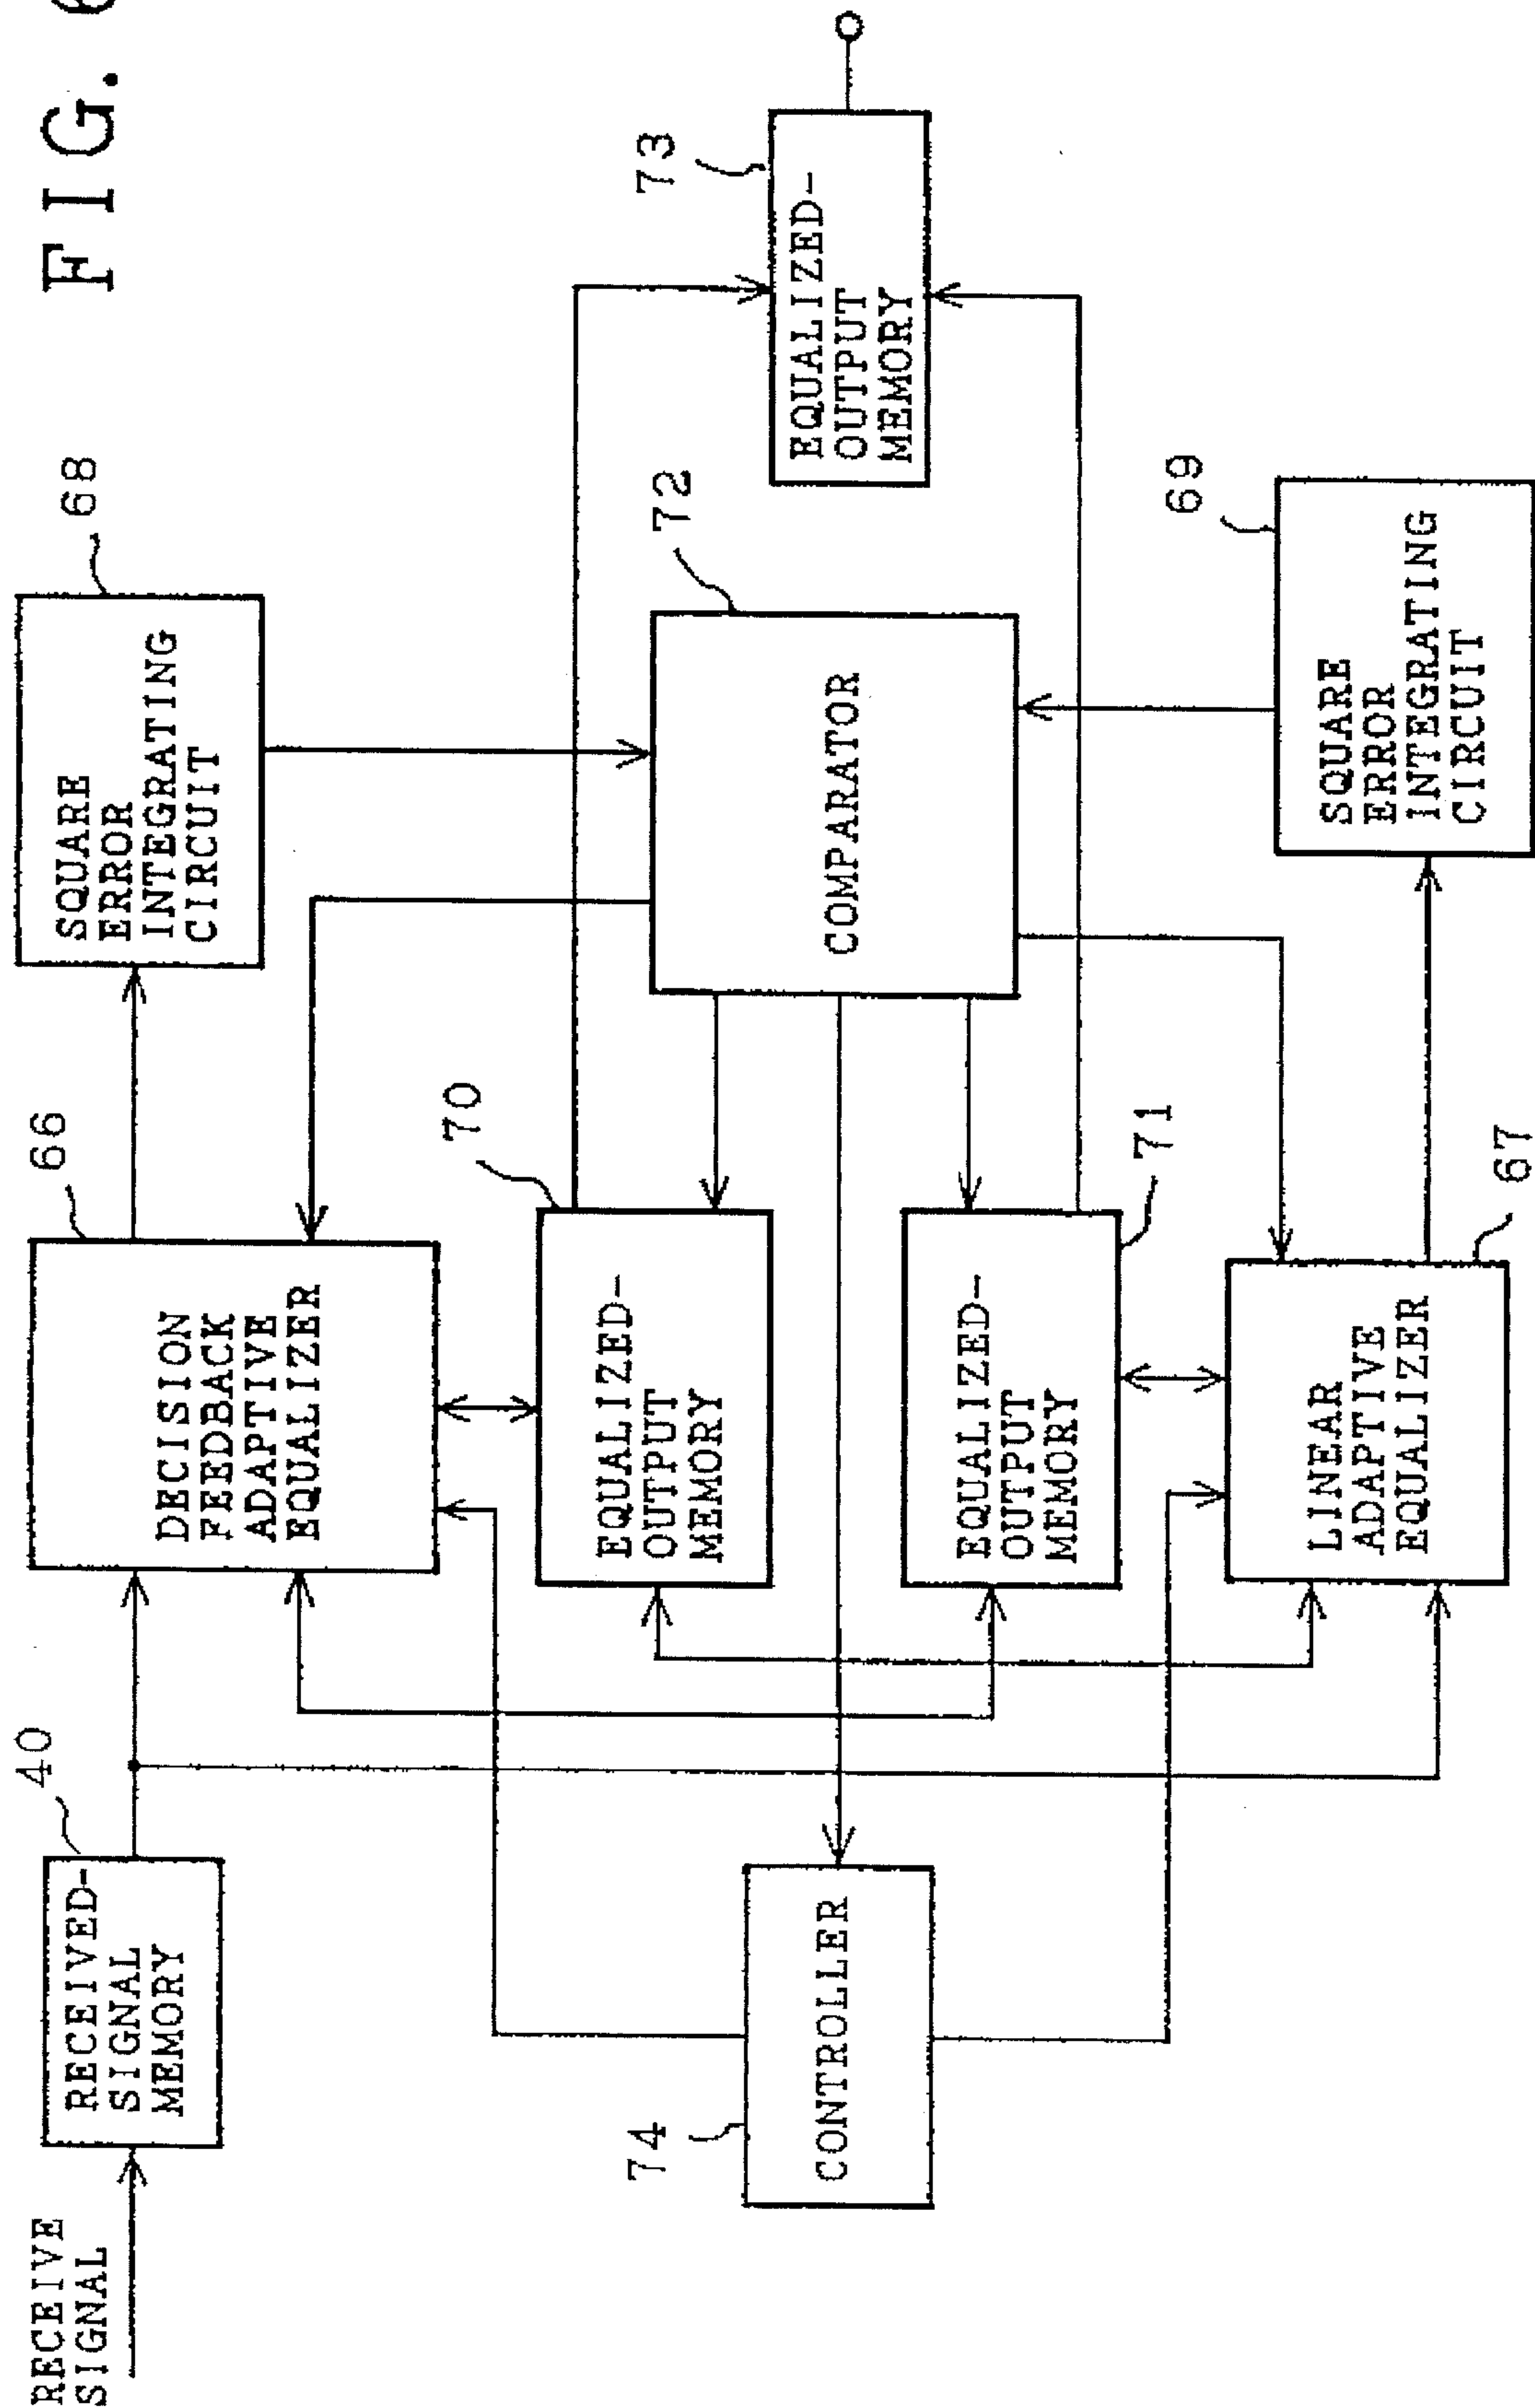 FIG. 6
RECEIVE
SIGNAL
40
RECEIVED-
SIGNAL
MEMORY
66
DECISION
FEEDBACK
ADAPTIVE
EQUALIZER
68
SQUARE
ERROR
INTEGRATING
CIRCUIT
70
EQUALIZED-
OUTPUT
MEMORY
72
COMPARATOR
73
EQUALIZED-
OUTPUT
MEMORY
74
CONTROLLER
71
EQUALIZED-
OUTPUT
MEMORY
67
LINEAR
ADAPTIVE
EQUALIZER
69
SQUARE
ERROR
INTEGRATING
CIRCUIT